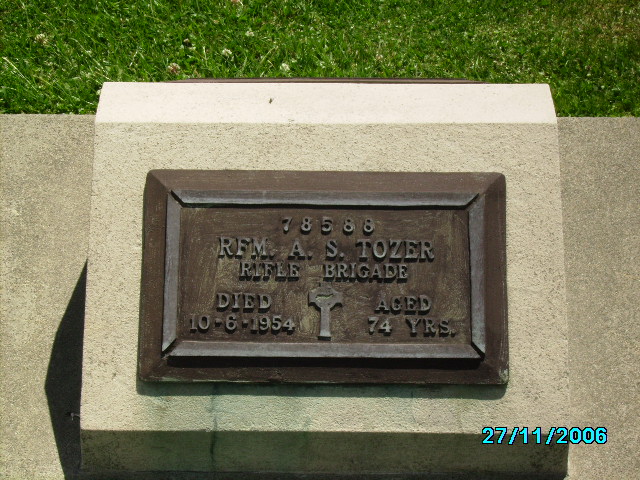 78588
RFM. A. S. TOZER
RIFLE BRIGADE
DIED AGED
10-6-1954 74 YRS.
27/11/2006